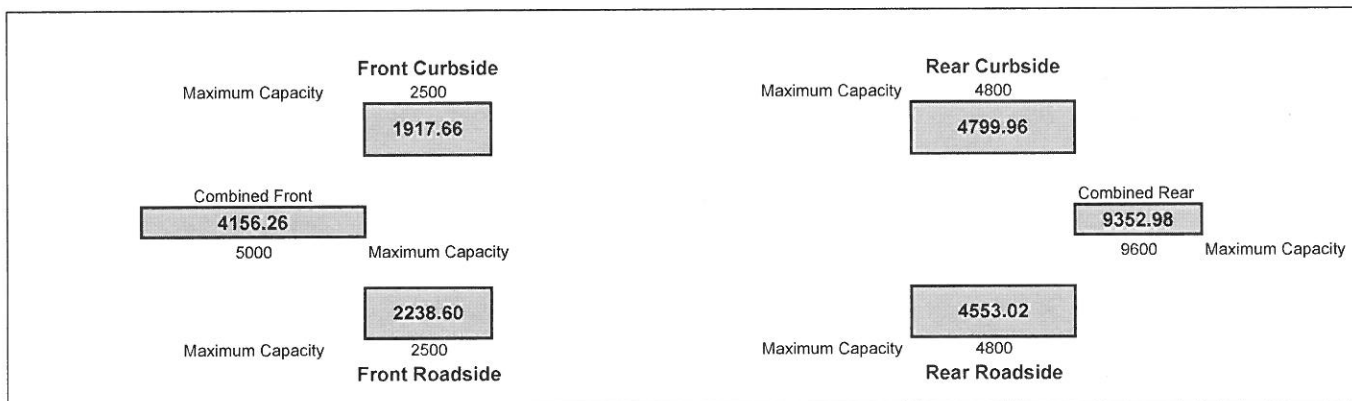 Front Curbside
Maximum Capacity 2500
1917.66
Rear Curbside
Maximum Capacity 4800
4799.96
Combined Front
4156.26
5000 Maximum Capacity
Combined Rear
9352.98
9600 Maximum Capacity
2238.60
Maximum Capacity 2500
Front Roadside
4553.02
Maximum Capacity 4800
Rear Roadside